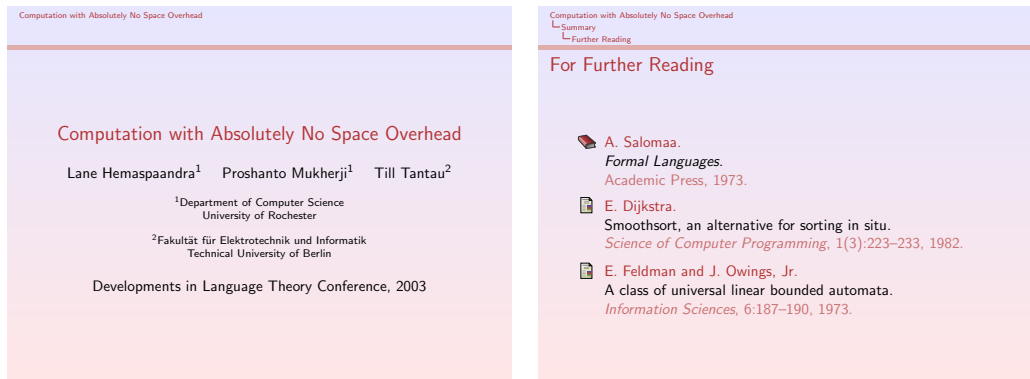 Computation with Absolutely No Space Overhead
Computation with Absolutely No Space Overhead
Lane Hemaspaandra1 Proshanto Mukherji1 Till Tantau2
1Department of Computer Science
University of Rochester
2Fakultät für Elektrotechnik und Informatik
Technical University of Berlin
Developments in Language Theory Conference, 2003
Computation with Absolutely No Space Overhead
Summary
Further Reading
For Further Reading
A. Salomaa.
Formal Languages.
Academic Press, 1973.
E. Dijkstra.
Smoothsort, an alternative for sorting in situ.
Science of Computer Programming, 1(3):223–233, 1982.
E. Feldman and J. Owings, Jr.
A class of universal linear bounded automata.
Information Sciences, 6:187–190, 1973.